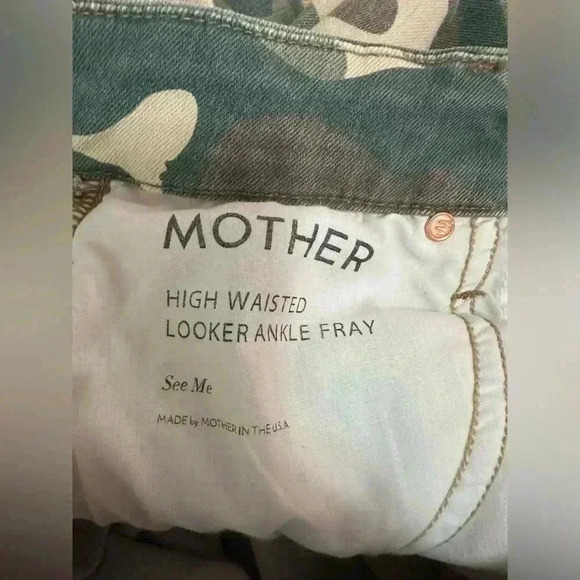 MOTHER
HIGH WAISTED
LOOKER ANKLE FRAY
See Me
MADE by MOTHER IN THE U.S.A